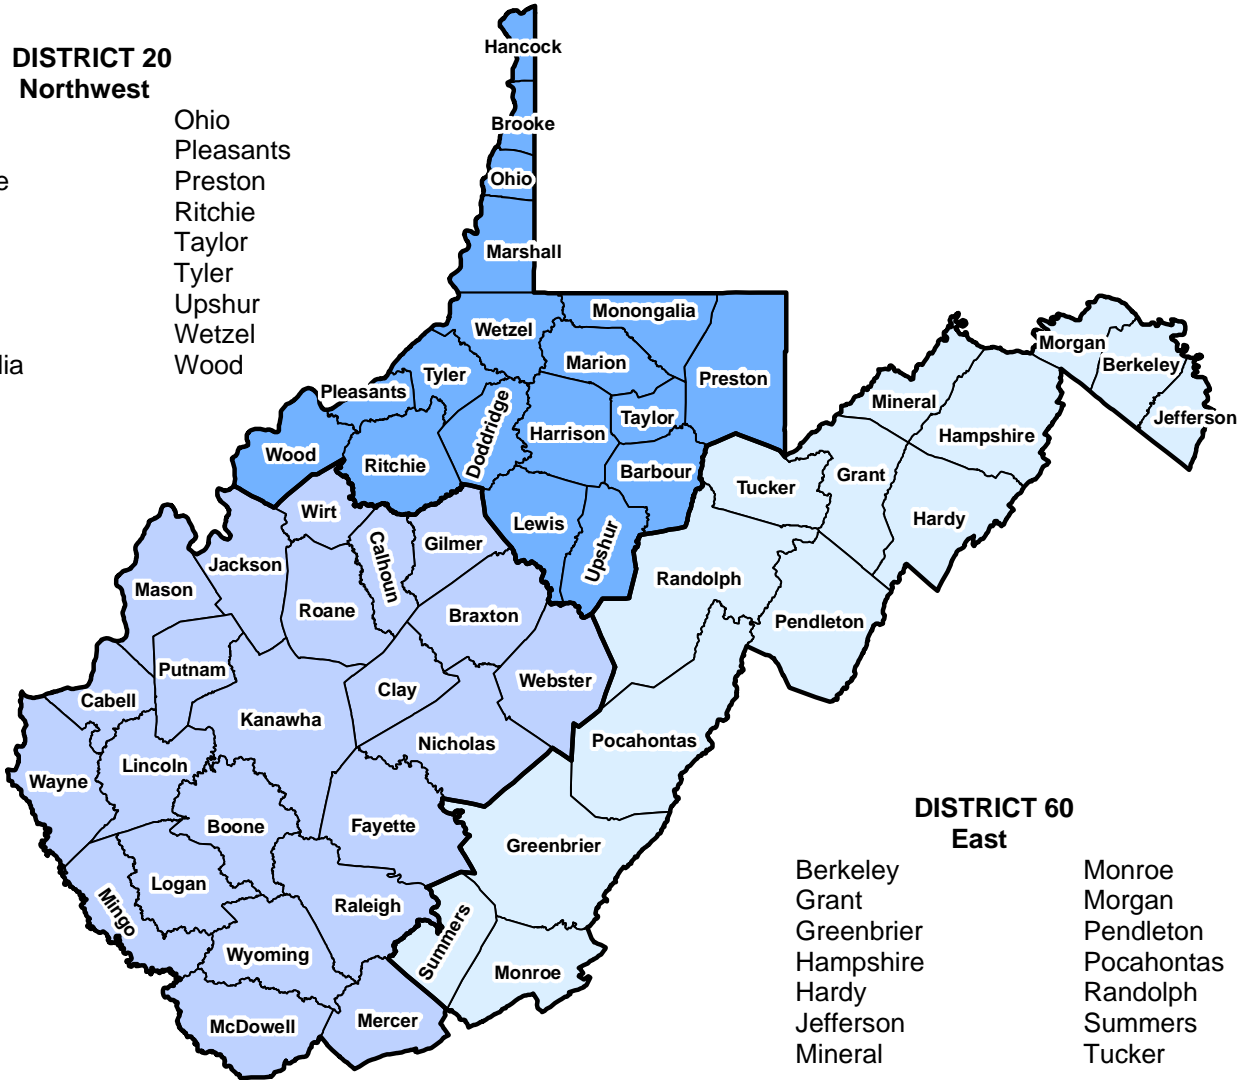 DISTRICT 20
Northwest
Ohio
Pleasants
Preston
Ritchie
Taylor
Tyler
Upshur
Wetzel
Wood
Hancock
Brooke
Ohio
Marshall
Wetzel
Monongalia
Marion
Preston
Tyler
Pleasants
Doddridge
Harrison
Taylor
Wood
Ritchie
Barbour
Lewis
Upshur
Morgan
Berkeley
Jefferson
Mineral
Hampshire
Grant
Hardy
Tucker
Randolph
Pendleton
Pocahontas
Greenbrier
Summers
Monroe
Wirt
Calhoun
Gilmer
Jackson
Mason
Roane
Braxton
Webster
Putnam
Cabell
Clay
Kanawha
Nicholas
Wayne
Lincoln
Boone
Fayette
Logan
Mingo
Raleigh
Wyoming
McDowell
Mercer
DISTRICT 60
East
Berkeley
Grant
Greenbrier
Hampshire
Hardy
Jefferson
Mineral
Monroe
Morgan
Pendleton
Pocahontas
Randolph
Summers
Tucker